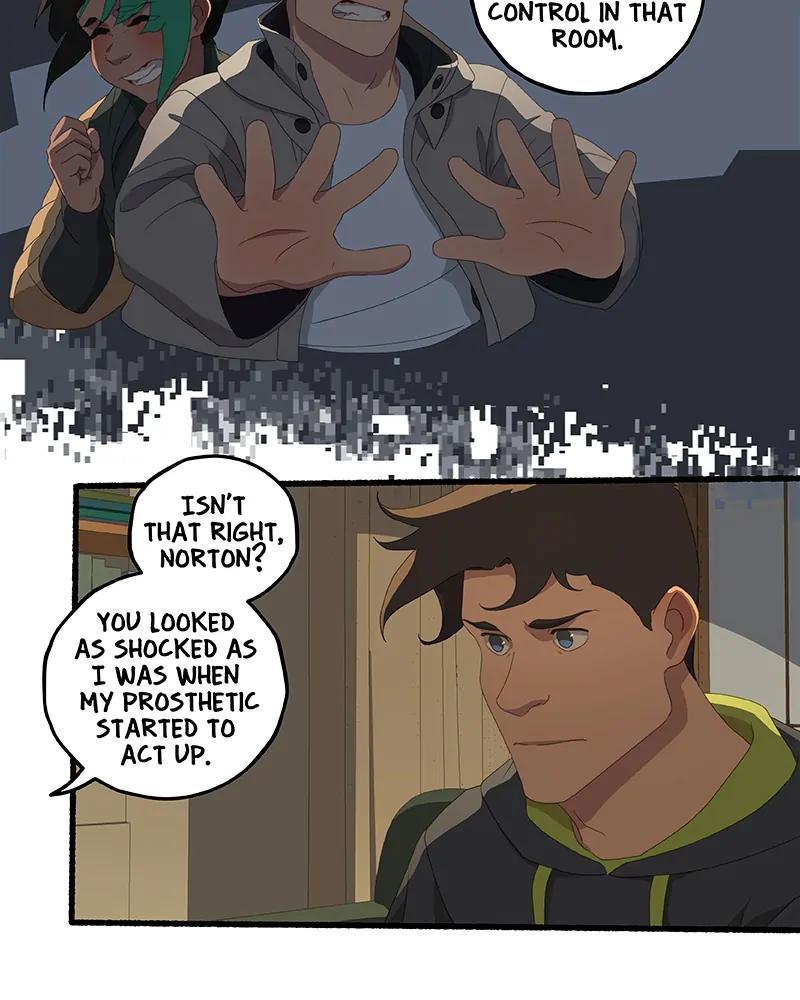 CONTROL IN THAT
ROOM.
ISN'T
THAT RIGHT,
NORTON?
YOU LOOKED
AS SHOCKED AS
I WAS WHEN
MY PROSTHETIC
STARTED TO
ACT UP.